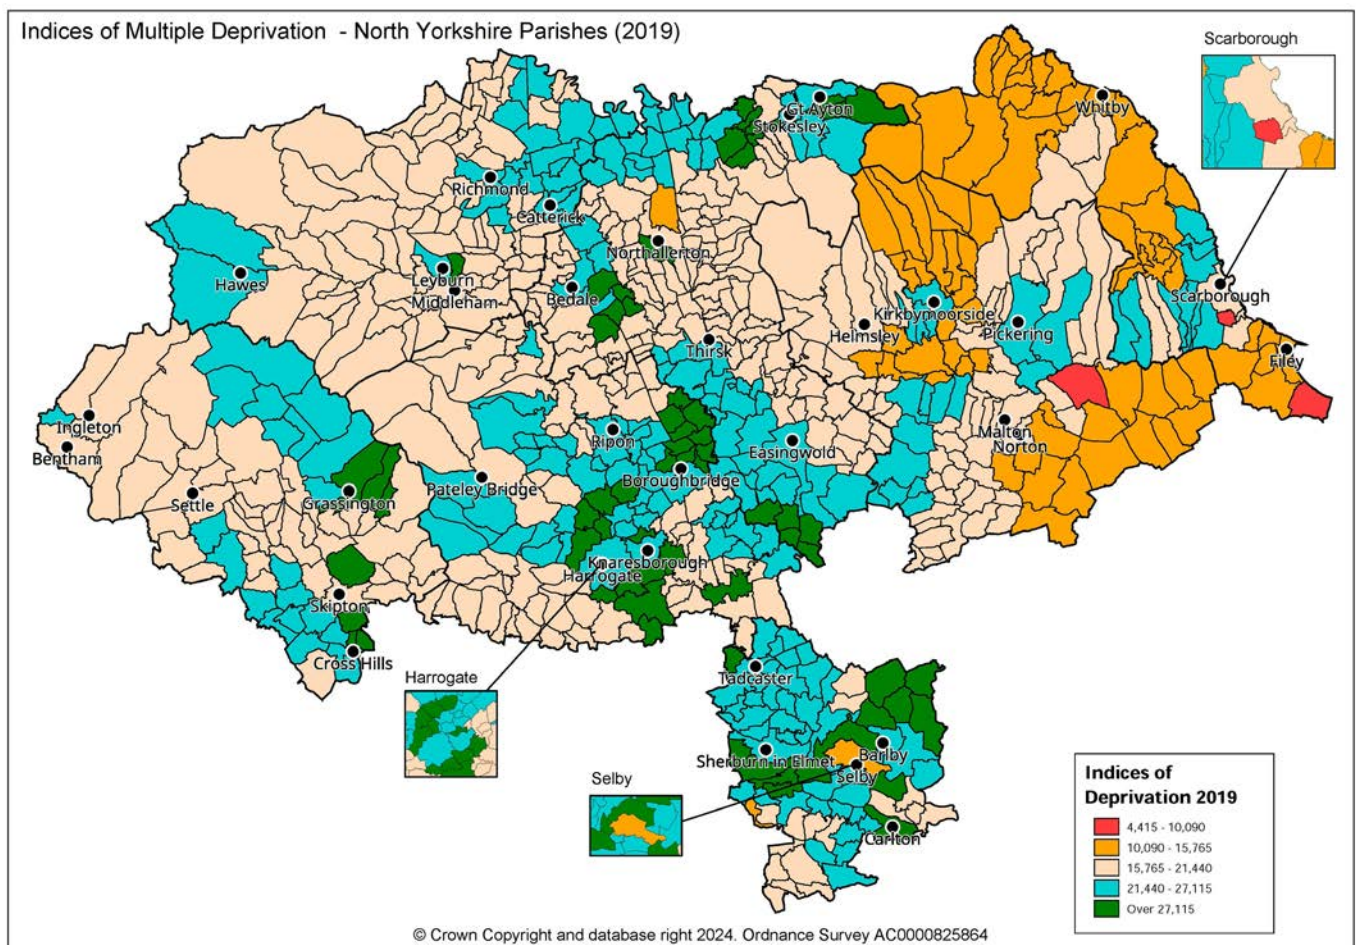 Indices of Multiple Deprivation - North Yorkshire Parishes (2019)
Scarborough
Gt Ayton
Stokesley
Whitby
Richmond
Catterick
Northallerton
Hawes
Leyburn
Middleham
Bedale
Scarborough
Kirkbymoorside
Helmsley
Pickering
Thirsk
Filey
Ingleton
Bentham
Ripon
Easingwold
Malton
Norton
Settle
Grassington
Pateley Bridge
Boroughbridge
Knaresborough
Harrogate
Skipton
Cross Hills
Harrogate
Tadcaster
Sherburn in Elmet
Barlby
Selby
Selby
Carlton
Indices of
Deprivation 2019
4,415 - 10,090
10,090 - 15,765
15,765 - 21,440
21,440 - 27,115
Over 27,115
© Crown Copyright and database right 2024. Ordnance Survey AC0000825864